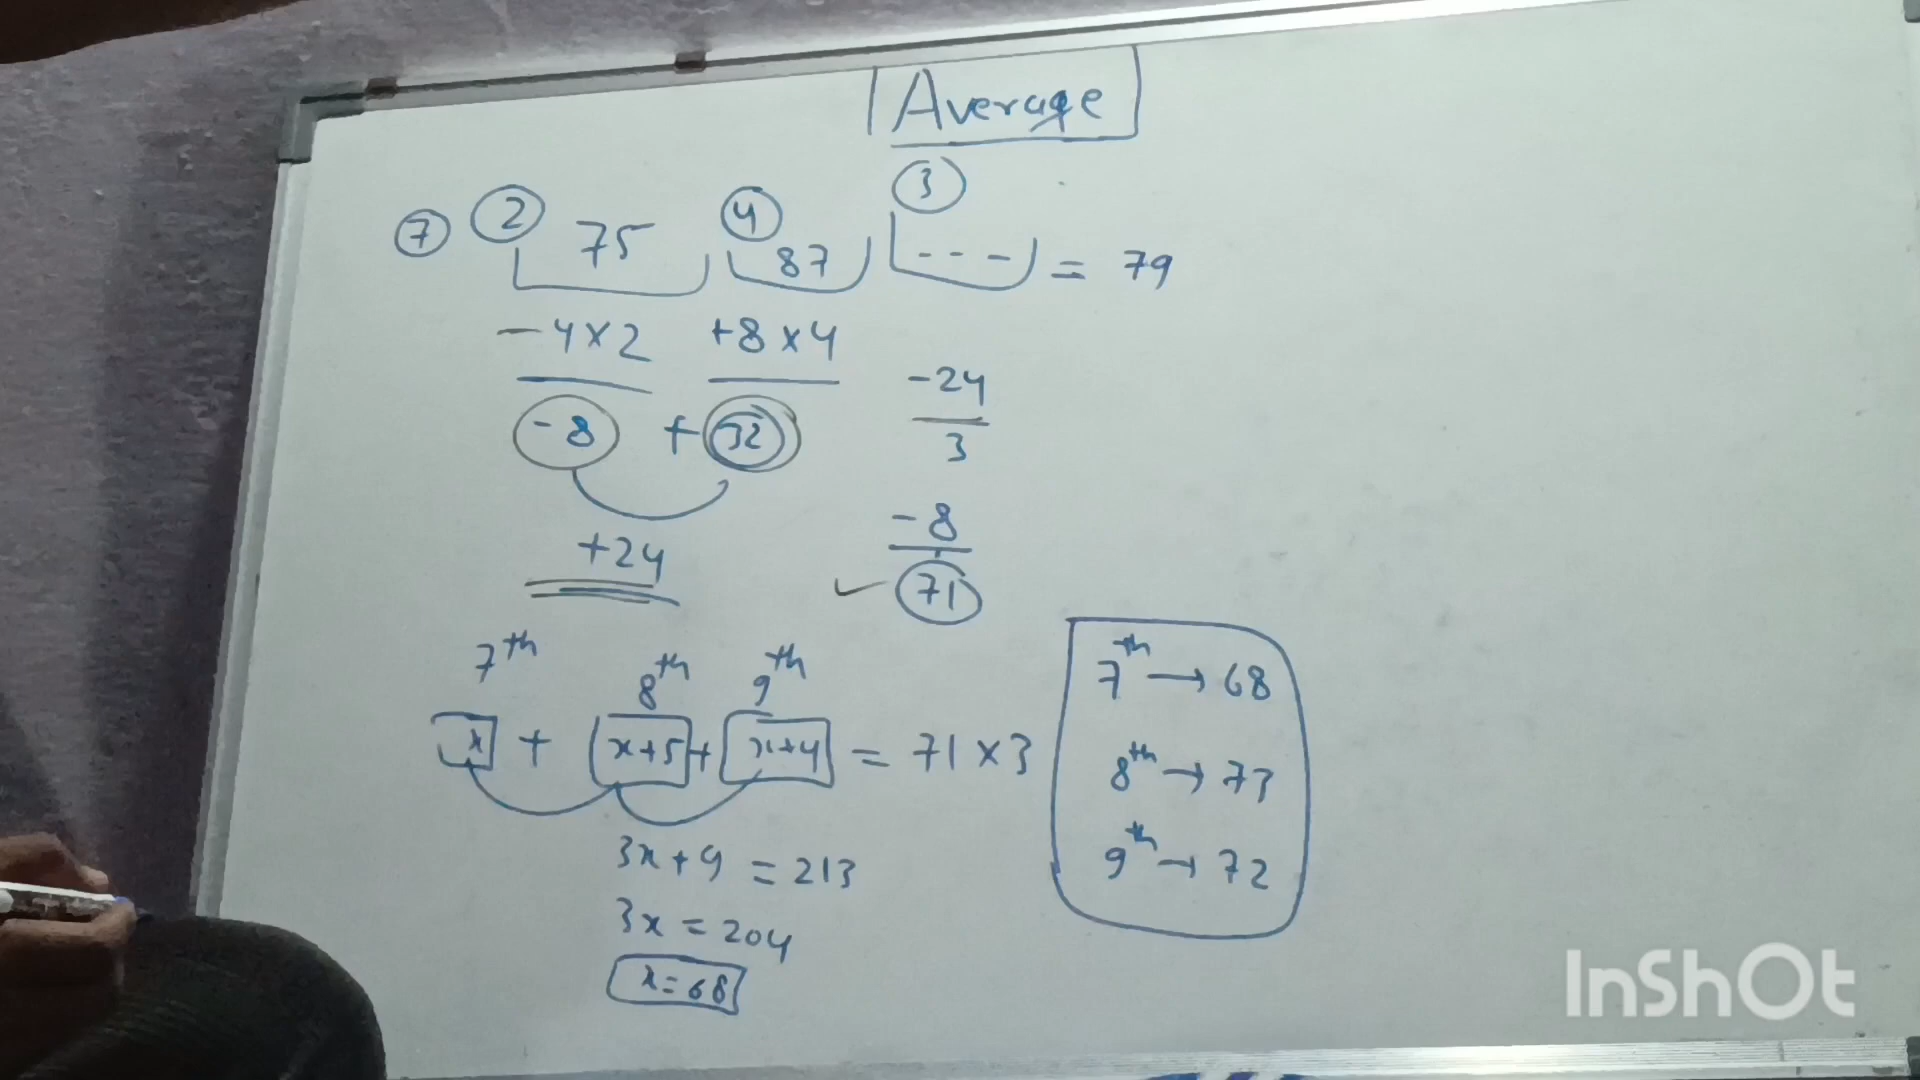 Average
7 2 75 4 87 3 - - - = 79
-4×2 +8×4
-8 + 32
-24
3
+24
-8
71
7th 8th 9th
x + x+5 + x+4 = 71×3
3x+9 = 213
3x = 204
x=68
7th → 68
8th → 73
9th → 72
InShOt